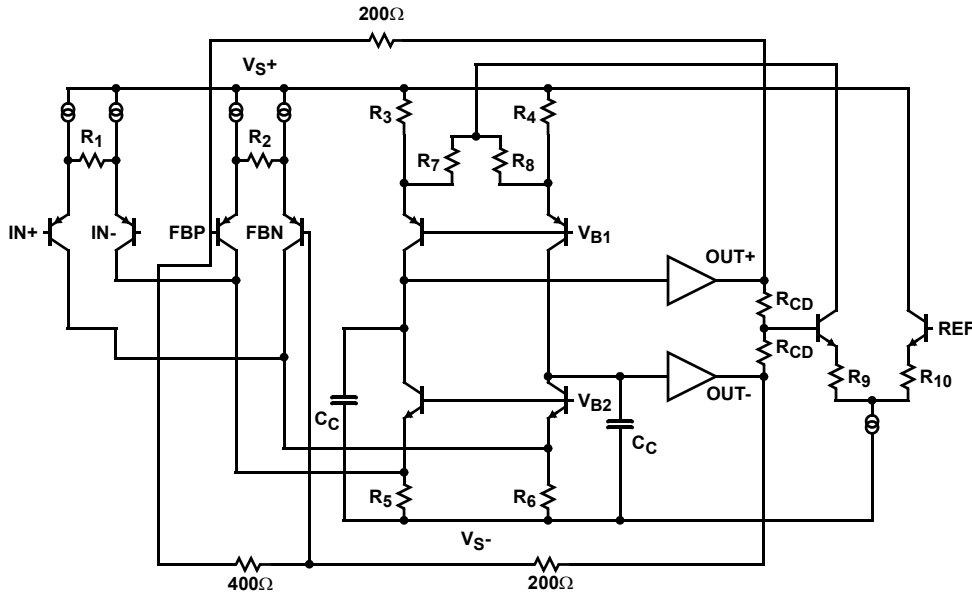 200Ω
VS+
R3
R4
R1
R2
R7
R8
IN+
IN-
FBP
FBN
VB1
OUT+
RCD
REF
RCD
R9
R10
OUT-
VB2
CC
CC
R5
R6
VS-
400Ω
200Ω